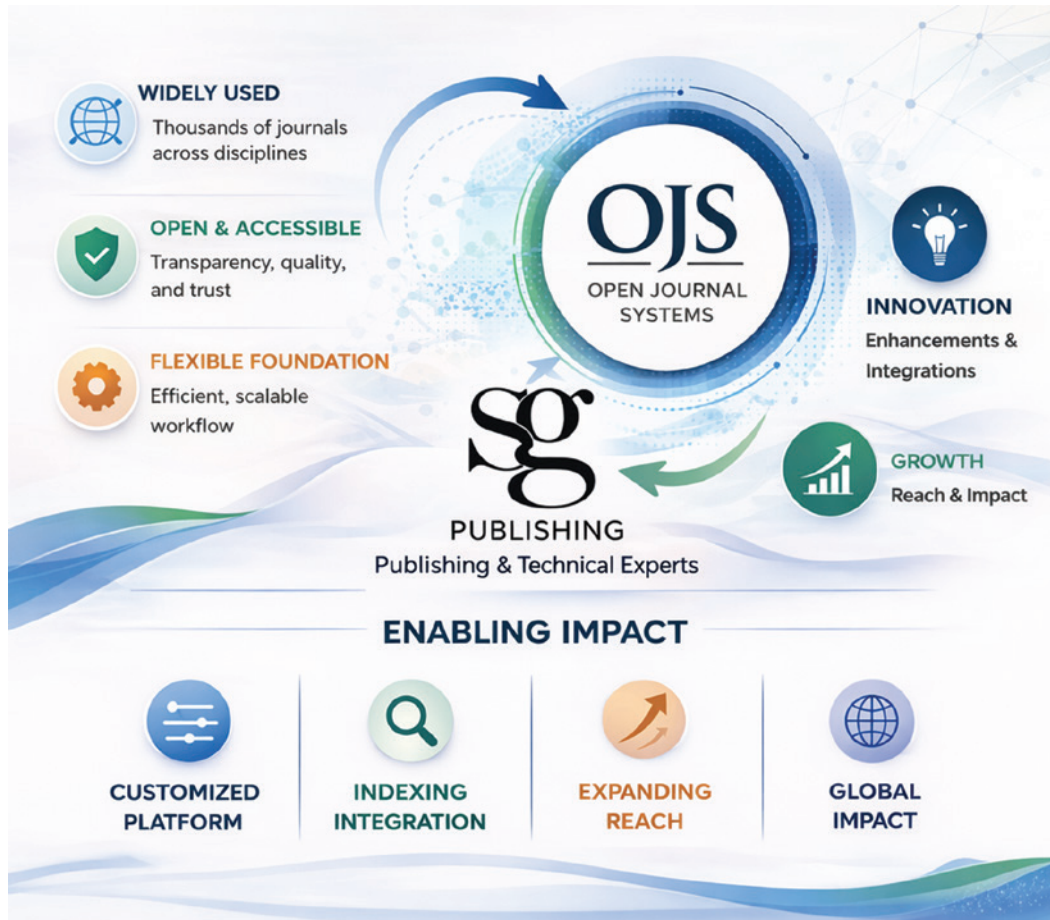 WIDELY USED
Thousands of journals
across disciplines
OPEN & ACCESSIBLE
Transparency, quality,
and trust
FLEXIBLE FOUNDATION
Efficient, scalable
workflow
OJS
OPEN JOURNAL
SYSTEMS
INNOVATION
Enhancements &
Integrations
GROWTH
Reach & Impact
sg
PUBLISHING
Publishing & Technical Experts
ENABLING IMPACT
CUSTOMIZED
PLATFORM
INDEXING
INTEGRATION
EXPANDING
REACH
GLOBAL
IMPACT